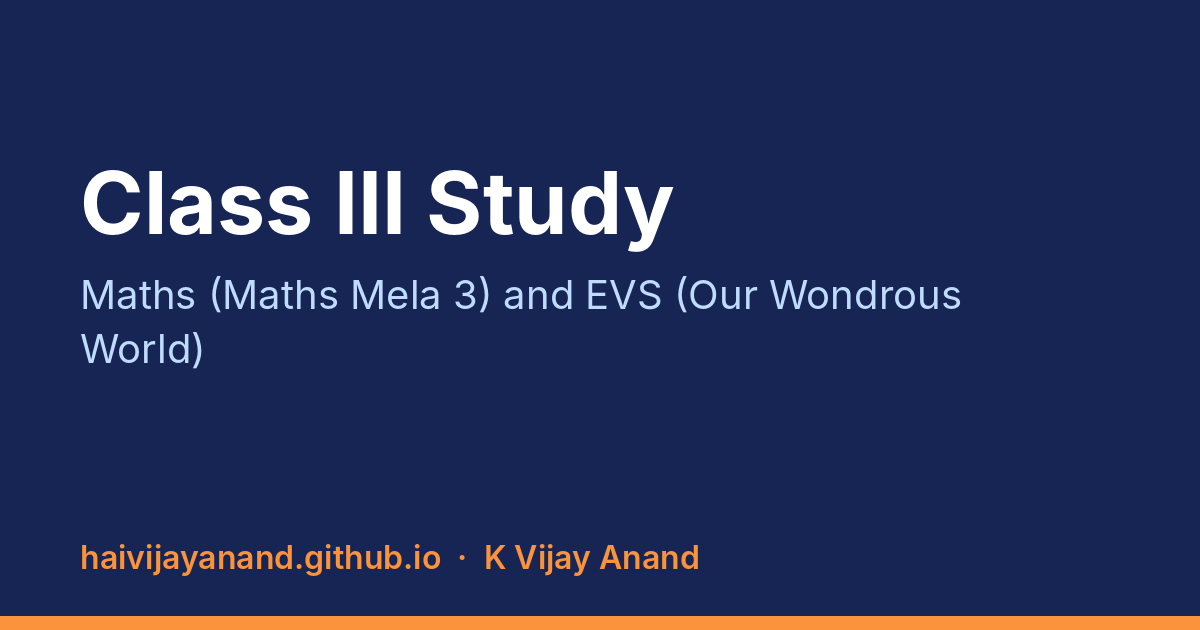 Class III Study
Maths (Maths Mela 3) and EVS (Our Wondrous
World)
haivijayanand.github.io · K Vijay Anand